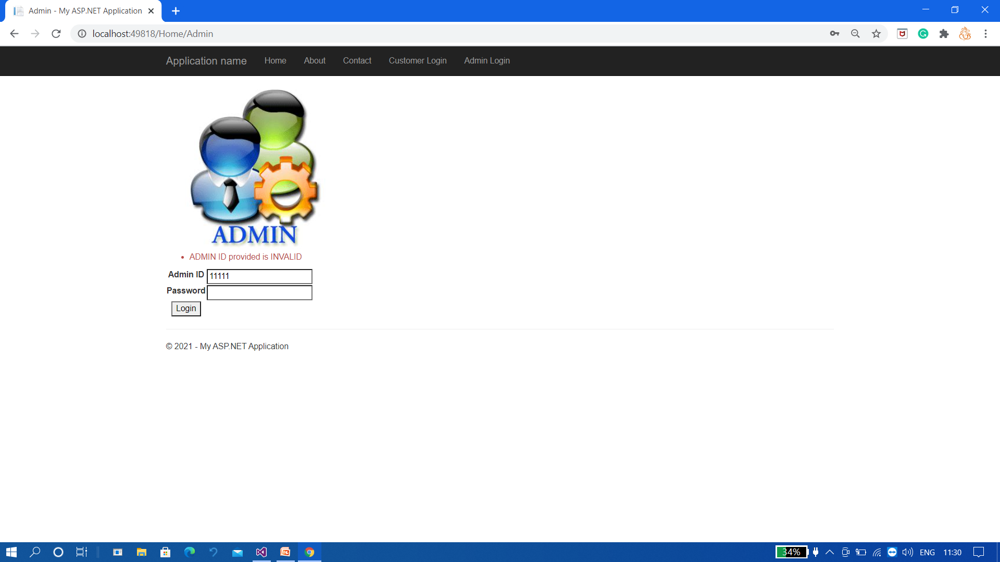 Admin - My ASP.NET Application
localhost:49818/Home/Admin
Application name Home About Contact Customer Login Admin Login
ADMIN
ADMIN ID provided is INVALID
Admin ID 11111
Password
Login
© 2021 - My ASP.NET Application
34% ENG 11:30